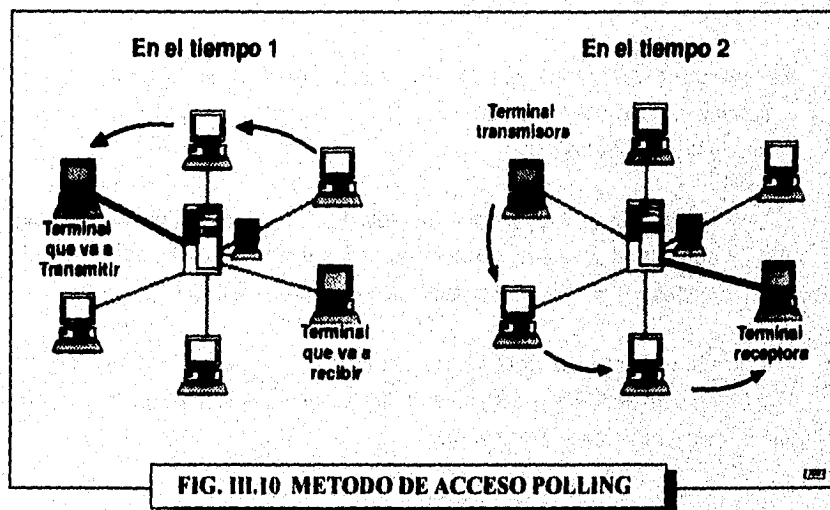 En el tiempo 1
Terminal
que va a
Transmitir
Terminal
que va a
recibir
En el tiempo 2
Terminal
transmisora
Terminal
receptora
FIG. III.10 METODO DE ACCESO POLLING